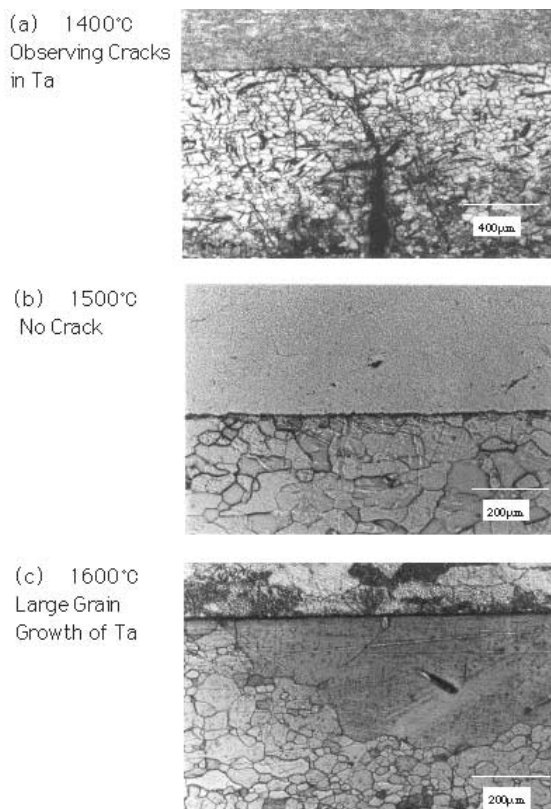 (a) 1400℃
Observing Cracks
in Ta
400μm
(b) 1500℃
No Crack
200μm
(c) 1600℃
Large Grain
Growth of Ta
200μm